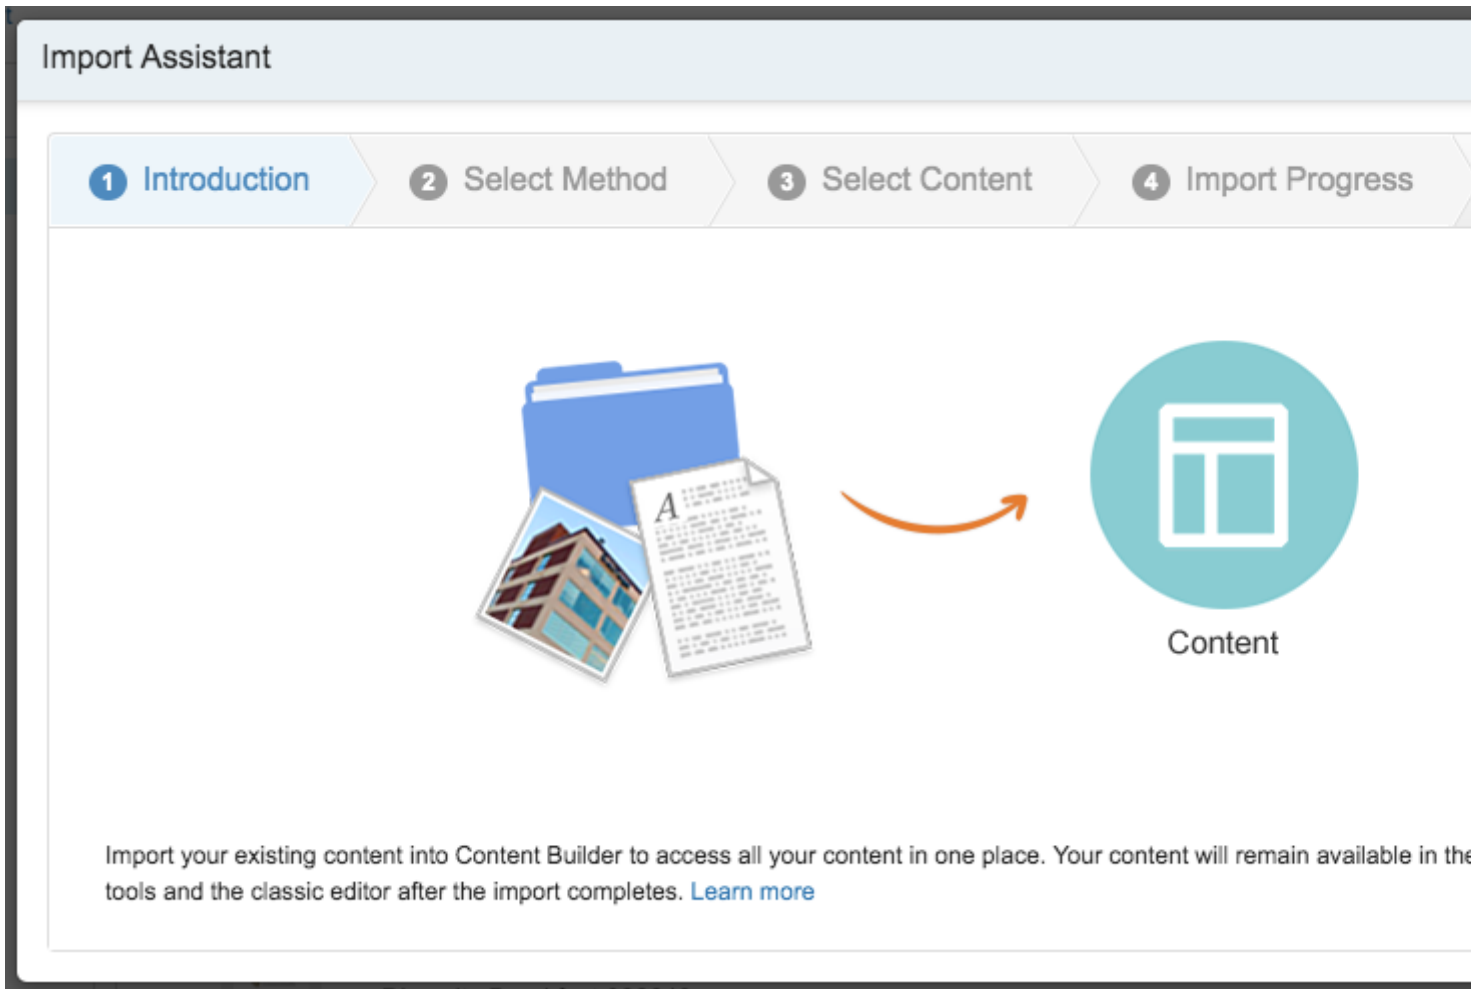 Import Assistant
1 Introduction
2 Select Method
3 Select Content
4 Import Progress
A
Content
Import your existing content into Content Builder to access all your content in one place. Your content will remain available in the
tools and the classic editor after the import completes. Learn more